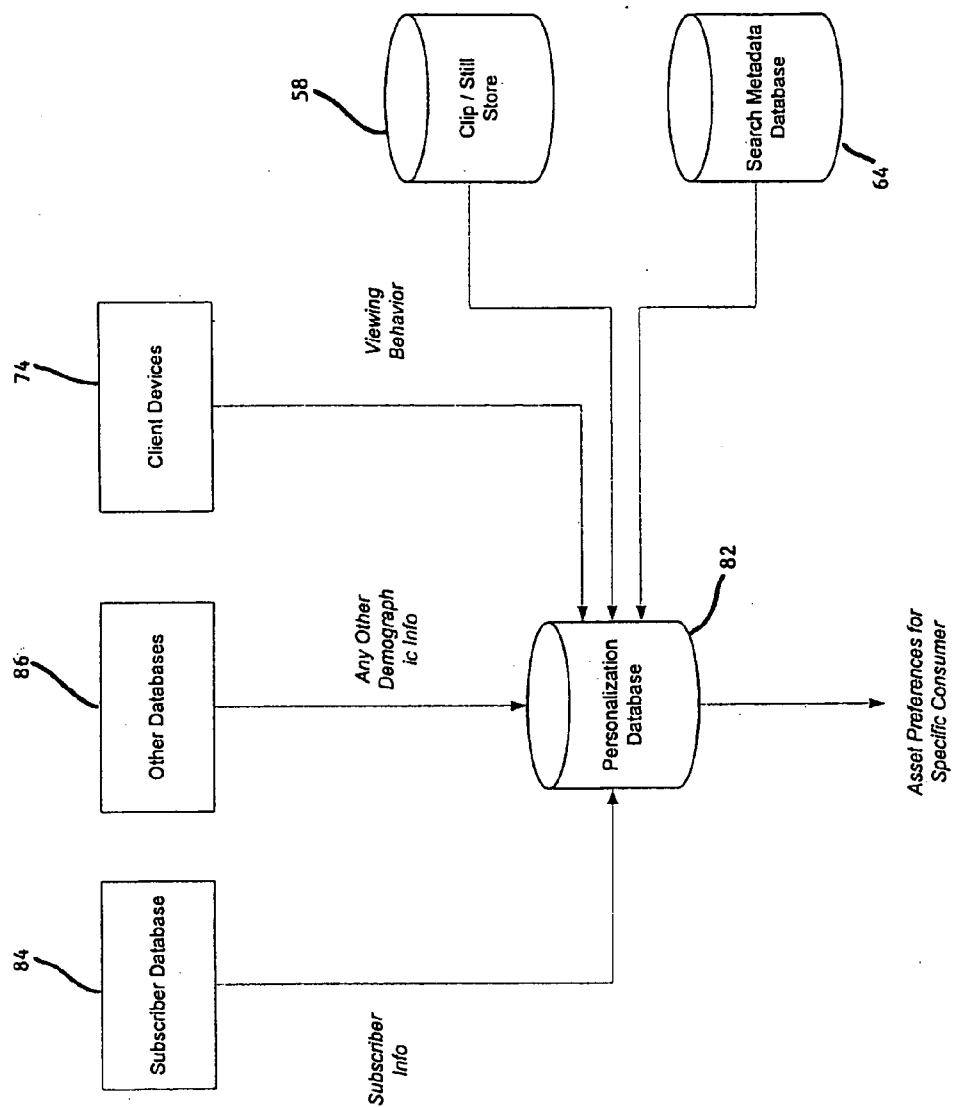 84
Subscriber Database
86
Other Databases
74
Client Devices
Subscriber
Info
Any Other
Demograph
ic Info
Viewing
Behavior
58
Clip / Still
Store
82
Personalization
Database
Search Metadata
Database
64
Asset Preferences for
Specific Consumer